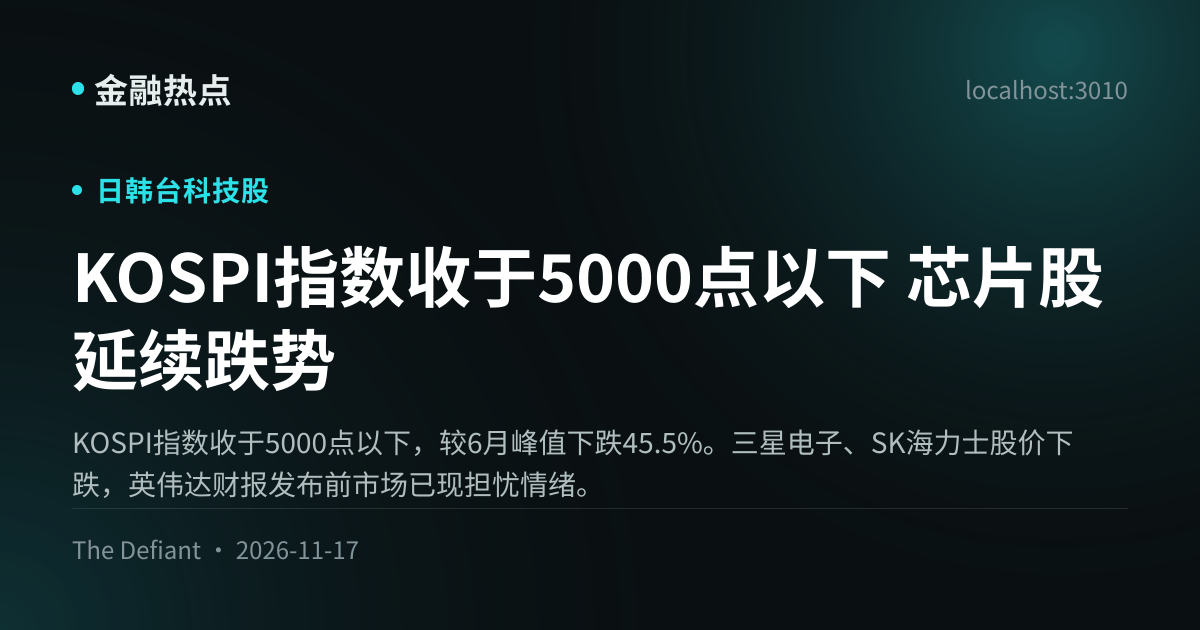 金融热点
localhost:3010
日韩台科技股
KOSPI指数收于5000点以下 芯片股
延续跌势
KOSPI指数收于5000点以下，较6月峰值下跌45.5%。三星电子、SK海力士股价下
跌，英伟达财报发布前市场已现担忧情绪。
The Defiant • 2026-11-17